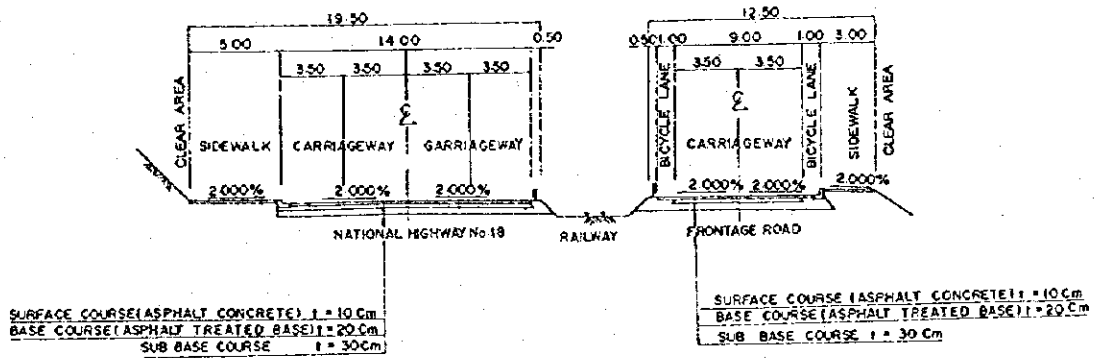 19.50
5.00 14.00 0.50
3.50 3.50 3.50 3.50
CLEAR AREA
SIDEWALK CARRIAGEWAY GARRIAGEWAY
2.000% 2.000% 2.000%
NATIONAL HIGHWAY No.18
RAILWAY
12.50
0.50 1.00 9.00 1.00 3.00
3.50 3.50
BICYCLE LANE
CARRIAGEWAY
BICYCLE LANE
SIDEWALK
CLEAR AREA
2.000% 2.000% 2.000%
FRONTAGE ROAD
SURFACE COURSE (ASPHALT CONCRETE) t = 10 Cm
BASE COURSE (ASPHALT TREATED BASE) t = 20 Cm
SUB BASE COURSE t = 30 Cm
SURFACE COURSE (ASPHALT CONCRETE) t = 10 Cm
BASE COURSE (ASPHALT TREATED BASE) t = 20 Cm
SUB BASE COURSE t = 30 Cm